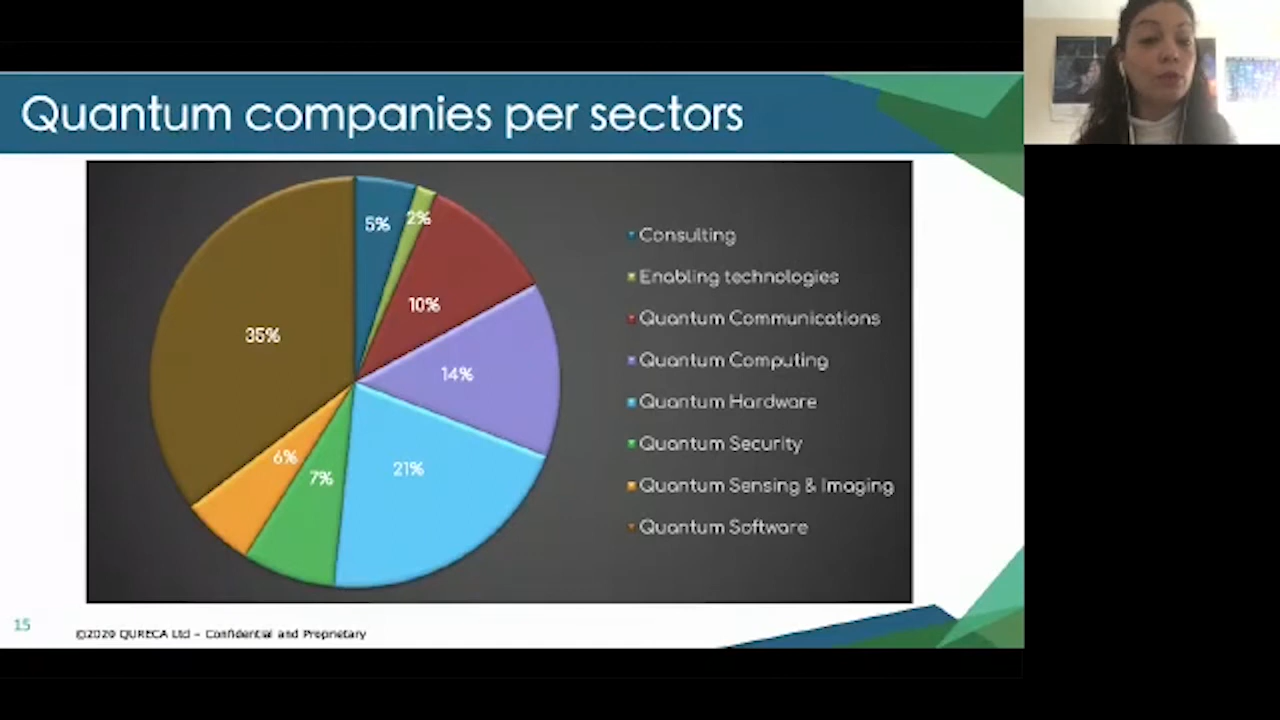 Quantum companies per sectors
5%
2%
10%
14%
21%
7%
6%
35%
Consulting
Enabling technologies
Quantum Communications
Quantum Computing
Quantum Hardware
Quantum Security
Quantum Sensing & Imaging
Quantum Software
15
©2020 QURECA Ltd – Confidential and Proprietary